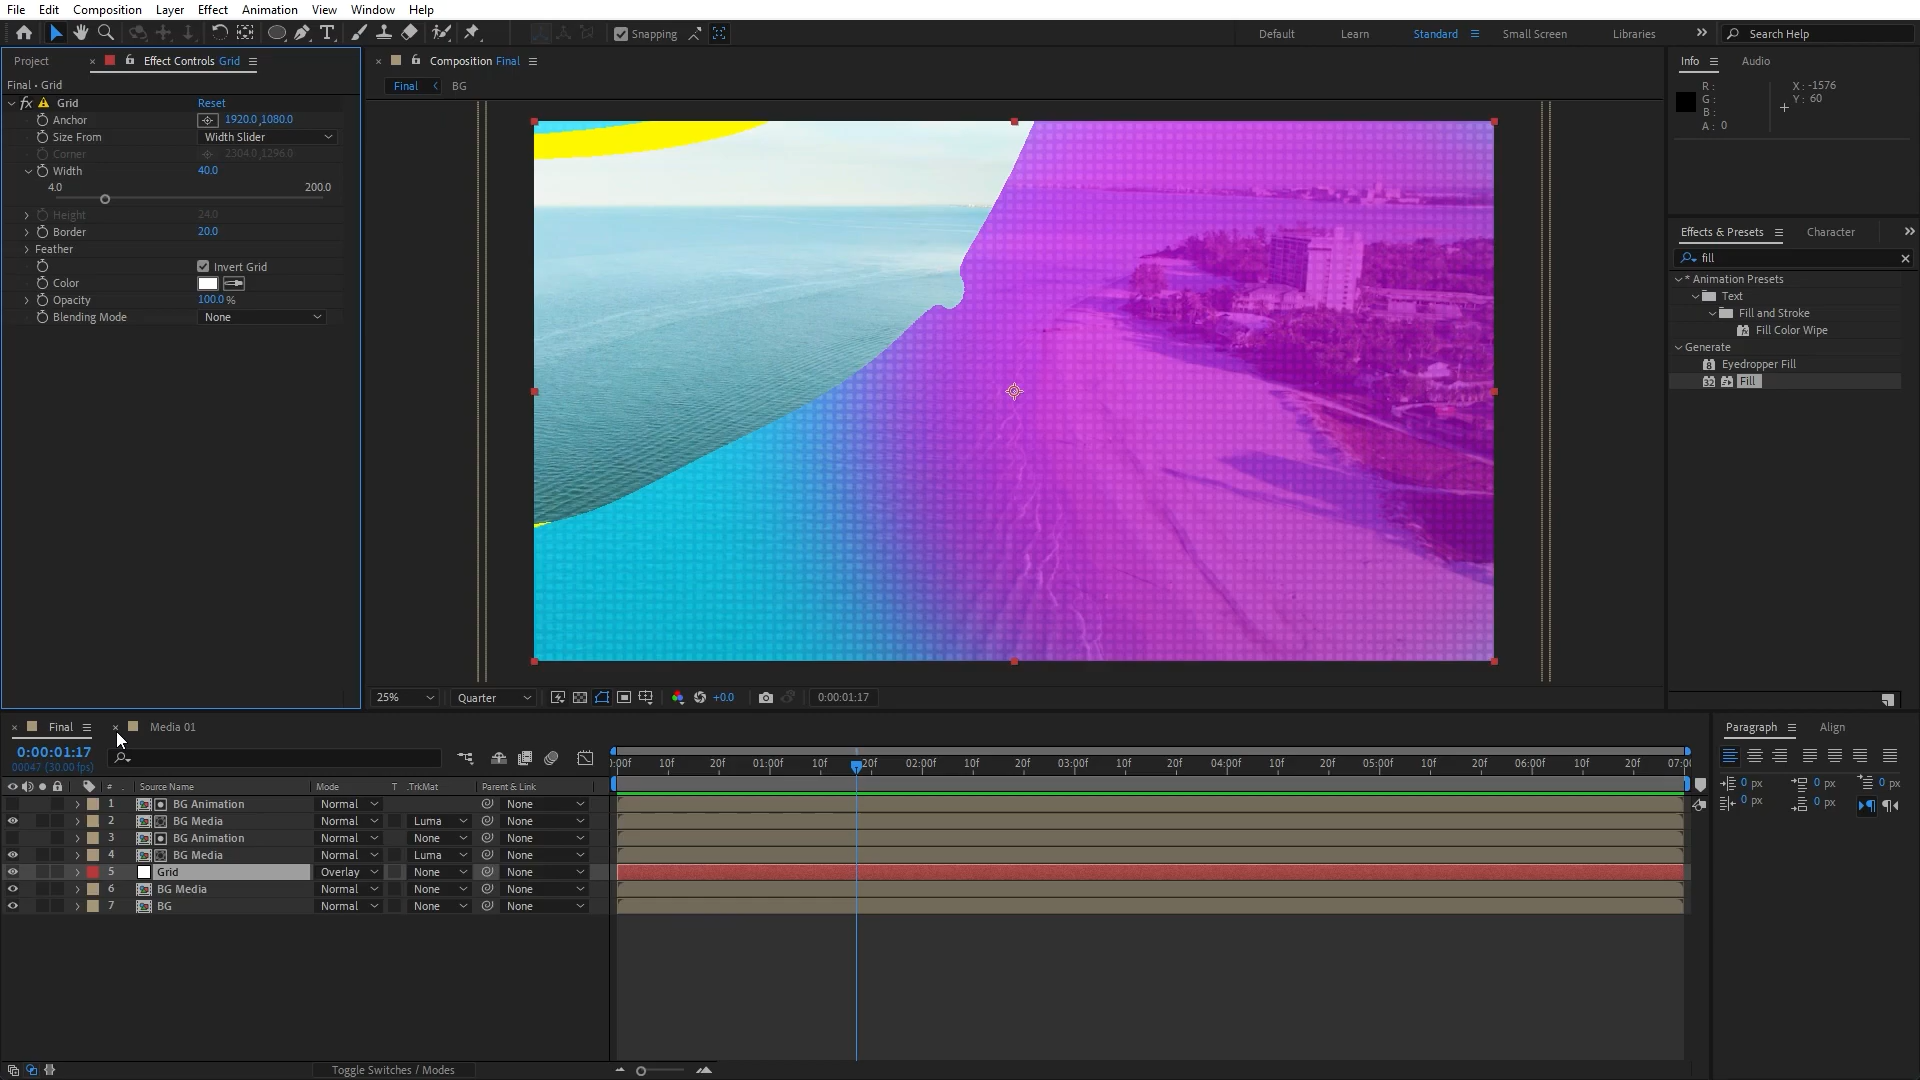 File Edit Composition Layer Effect Animation View Window Help
Snapping Default Learn Standard Small Screen Libraries Search Help
Project Effect Controls Grid
Final • Grid
fx Grid Reset
Anchor 1920.0,1080.0
Size From Width Slider
Corner 2304.0,1296.0
Width 40.0
4.0 200.0
Height 24.0
Border 20.0
Feather
Invert Grid
Color
Opacity 100.0 %
Blending Mode None
Composition Final
Final BG
25% Quarter +0.0 0:00:01:17
Info Audio
R : X : -1576
G : Y : 60
B :
A : 0
Effects & Presets Character
fill
* Animation Presets
Text
Fill and Stroke
Fill Color Wipe
Generate
Eyedropper Fill
Fill
Final Media 01
0:00:01:17
00047 (30.00 fps)
# Source Name Mode T .TrkMat Parent & Link
):00f 10f 20f 01:00f 10f 20f 02:00f 10f 20f 03:00f 10f 20f 04:00f 10f 20f 05:00f 10f 20f 06:00f 10f 20f 07:00
1 BG Animation Normal None
2 BG Media Normal Luma None
3 BG Animation Normal None None
4 BG Media Normal Luma None
5 Grid Overlay None None
6 BG Media Normal None None
7 BG Normal None None
Toggle Switches / Modes
Paragraph Align
0 px 0 px 0 px
0 px 0 px